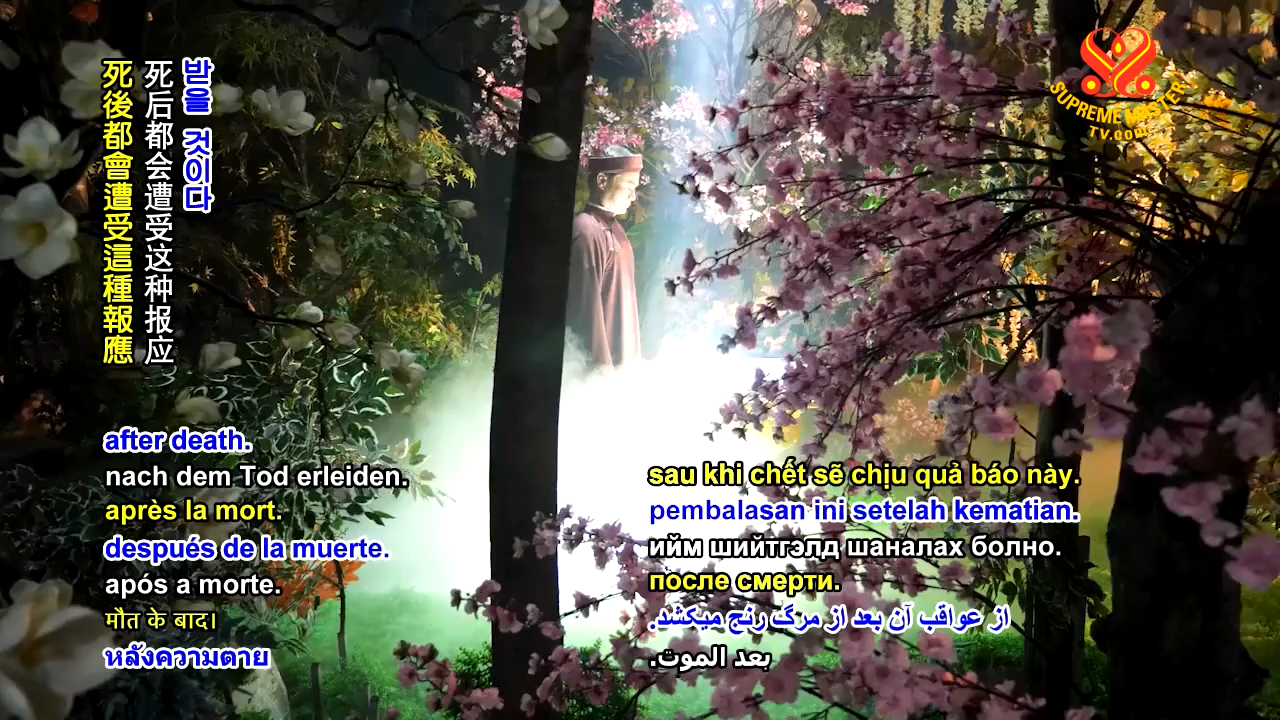 받을 것이다
死后都会遭受这种报应
死後都會遭受這種報應
SUPREME MASTER
TV.com
after death.
nach dem Tod erleiden.
après la mort.
después de la muerte.
após a morte.
मौत के बाद।
หลังความตาย
sau khi chết sẽ chịu quả báo này.
pembalasan ini setelah kematian.
ийм шийтгэлд шаналах болно.
после смерти.
از عواقب آن بعد از مرگ رنج میکشد.
بعد الموت.